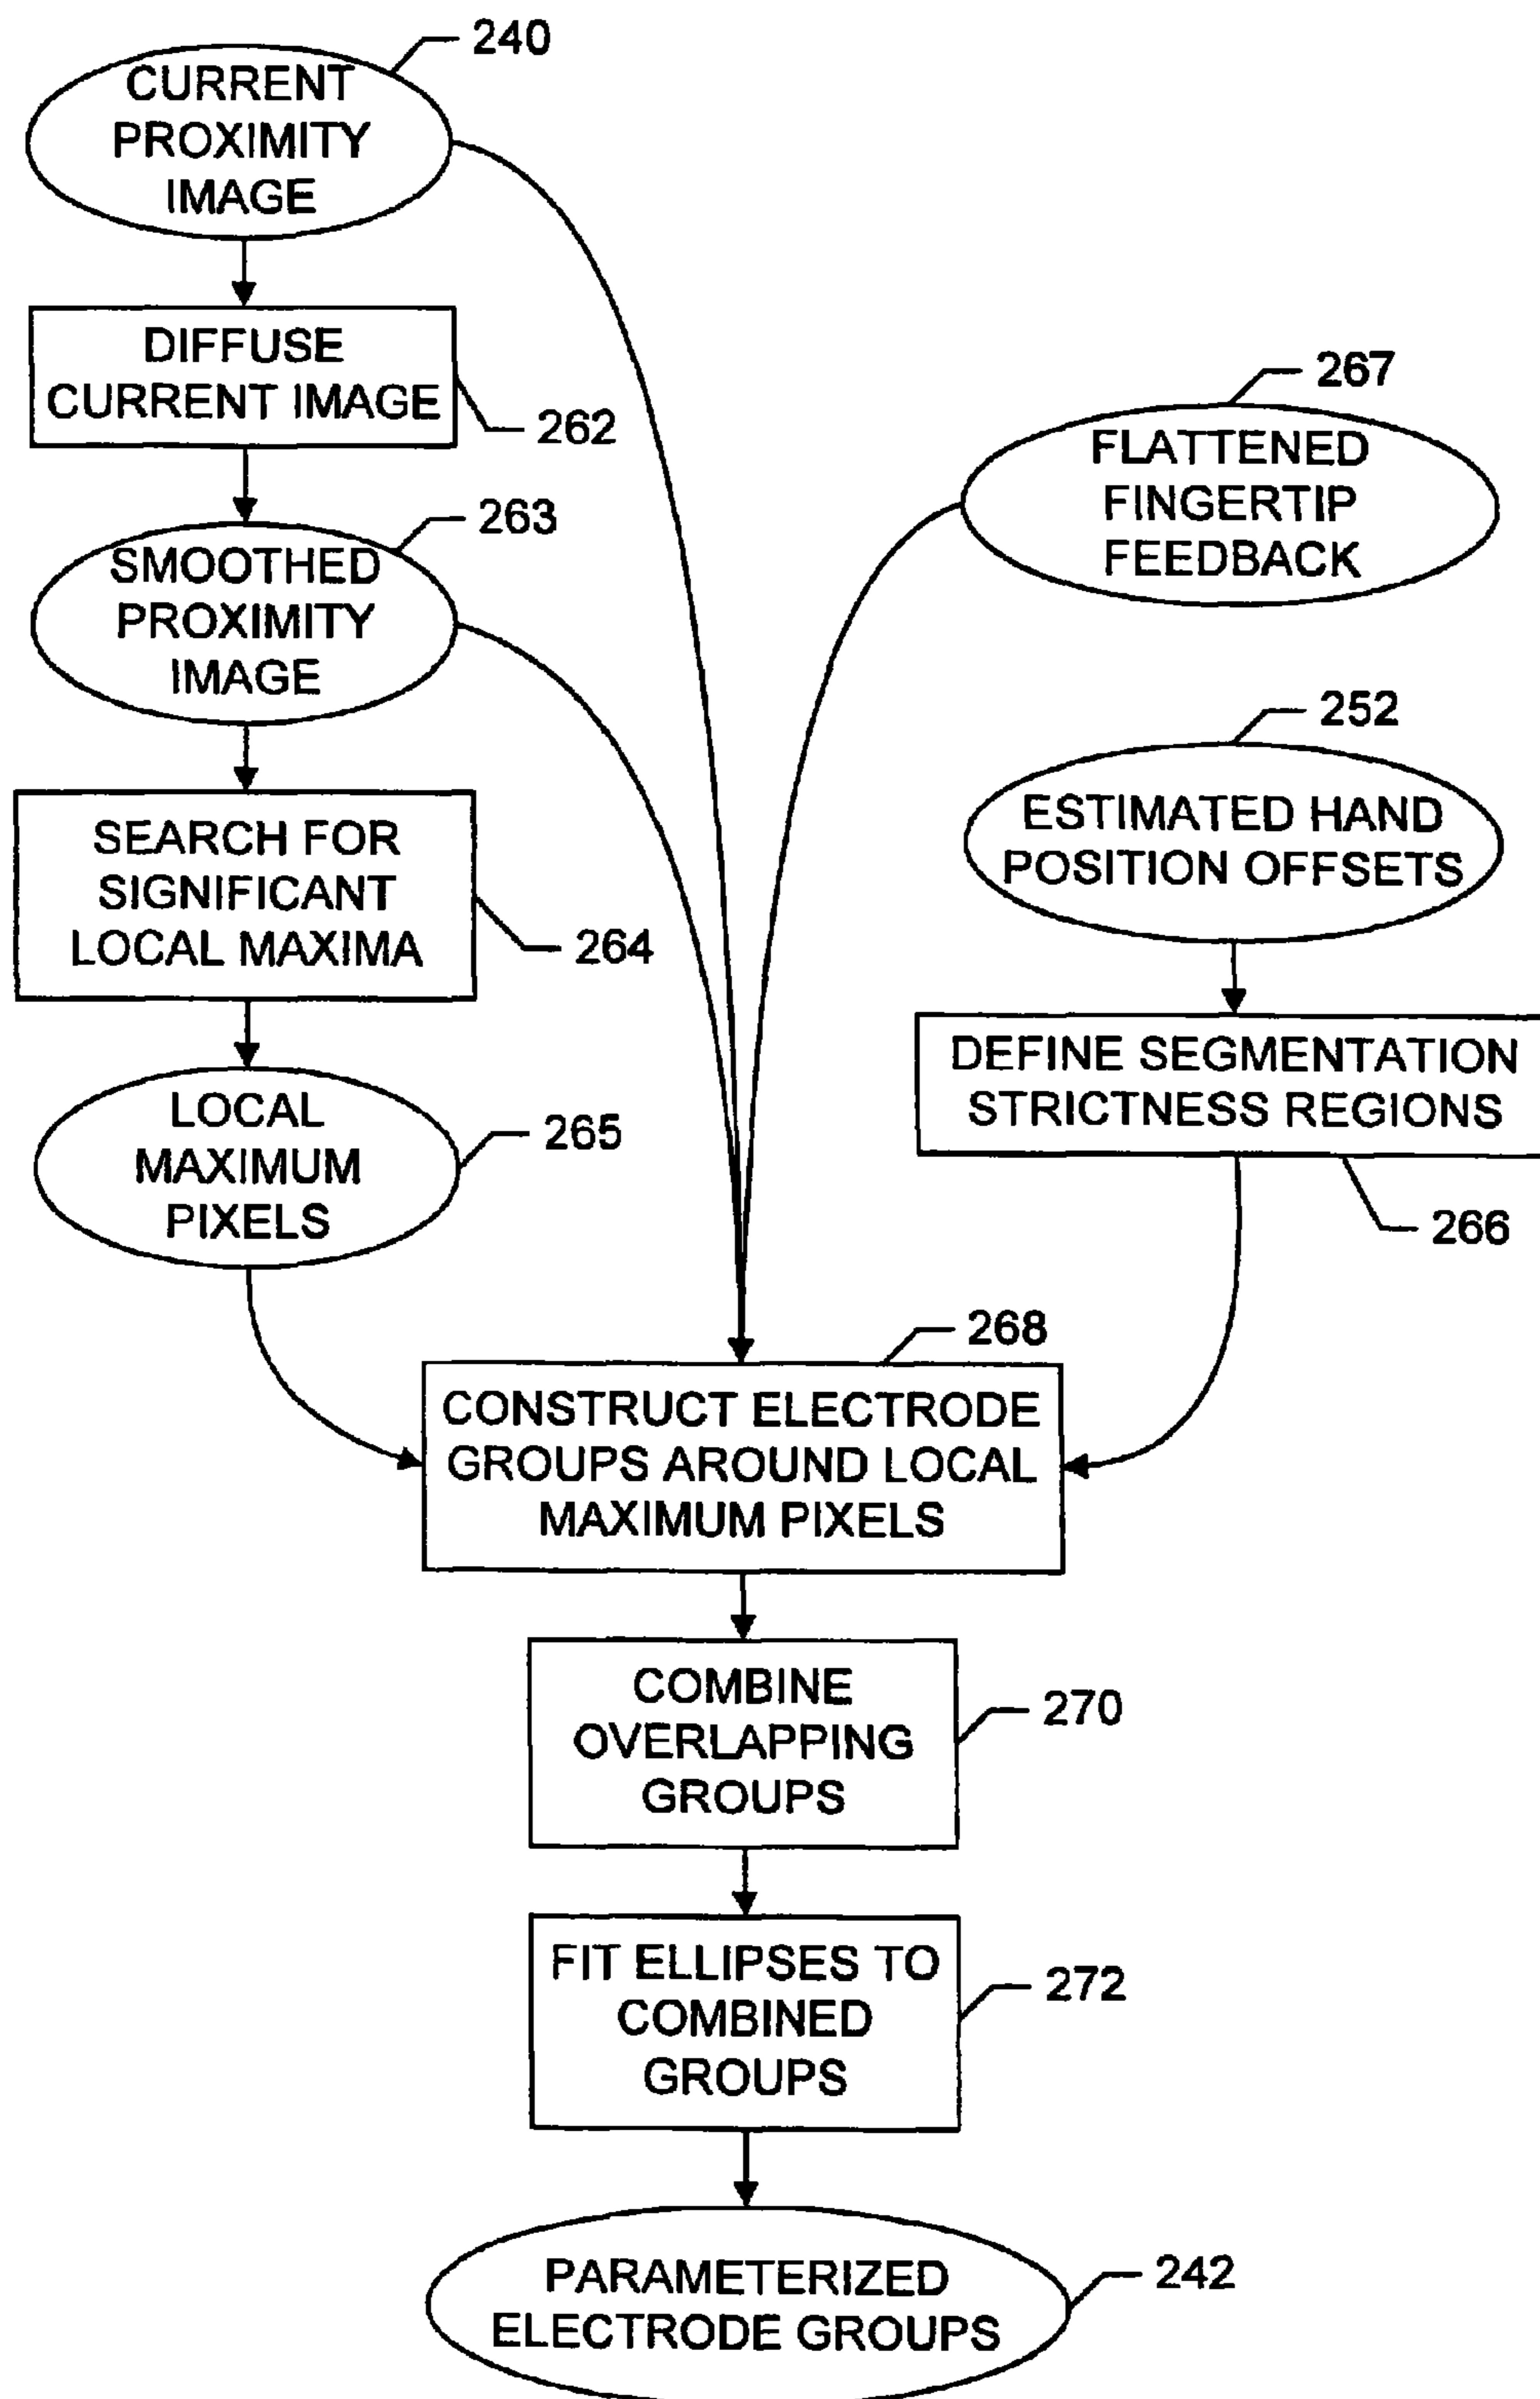 240
CURRENT
PROXIMITY
IMAGE
DIFFUSE
CURRENT IMAGE
262
267
FLATTENED
FINGERTIP
FEEDBACK
263
SMOOTHED
PROXIMITY
IMAGE
252
ESTIMATED HAND
POSITION OFFSETS
SEARCH FOR
SIGNIFICANT
LOCAL MAXIMA
264
DEFINE SEGMENTATION
STRICTNESS REGIONS
266
LOCAL
MAXIMUM
PIXELS
265
268
CONSTRUCT ELECTRODE
GROUPS AROUND LOCAL
MAXIMUM PIXELS
COMBINE
OVERLAPPING
GROUPS
270
FIT ELLIPSES TO
COMBINED
GROUPS
272
PARAMETERIZED
ELECTRODE GROUPS
242